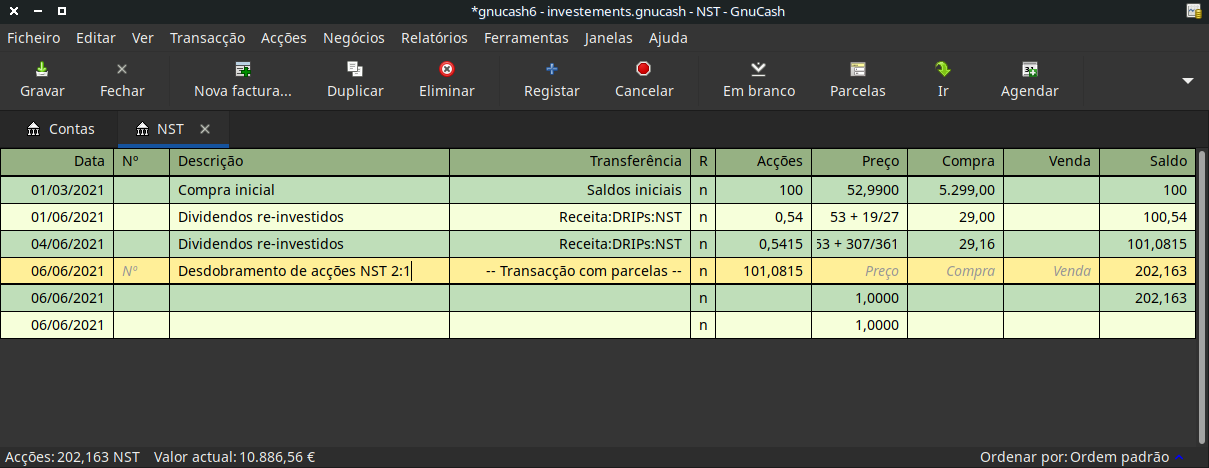 *gnucash6 - investements.gnucash - NST - GnuCash
Ficheiro Editar Ver Transacção Acções Negócios Relatórios Ferramentas Janelas Ajuda
Gravar Fechar Nova factura... Duplicar Eliminar Registar Cancelar Em branco Parcelas Ir Agendar
Contas NST
Data Nº Descrição Transferência R Acções Preço Compra Venda Saldo
01/03/2021 Compra inicial Saldos iniciais n 100 52,9900 5.299,00 100
01/06/2021 Dividendos re-investidos Receita:DRIPs:NST n 0,54 53 + 19/27 29,00 100,54
04/06/2021 Dividendos re-investidos Receita:DRIPs:NST n 0,5415 53 + 307/361 29,16 101,0815
06/06/2021 Nº Desdobramento de acções NST 2:1 -- Transacção com parcelas -- n 101,0815 Preço Compra Venda 202,163
06/06/2021 n 1,0000 202,163
06/06/2021 n 1,0000
Acções: 202,163 NST Valor actual: 10.886,56 € Ordenar por: Ordem padrão